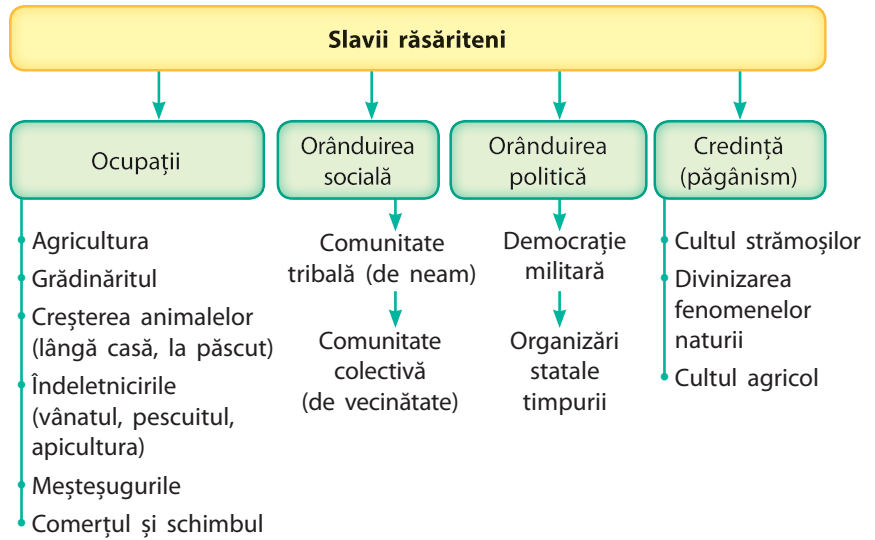 Slavii răsăriteni
Ocupații
Agricultura
Grădinăritul
Creșterea animalelor
(lângă casă, la păscut)
Îndeletnicirile
(vânatul, pescuitul,
apicultura)
Meșteșugurile
Comerțul și schimbul
Orânduirea
socială
Comunitate
tribală (de neam)
Comunitate
colectivă
(de vecinătate)
Orânduirea
politică
Democrație
militară
Organizări
statale
timpurii
Credință
(păgânism)
Cultul strămoșilor
Divinizarea
fenomenelor
naturii
Cultul agricol